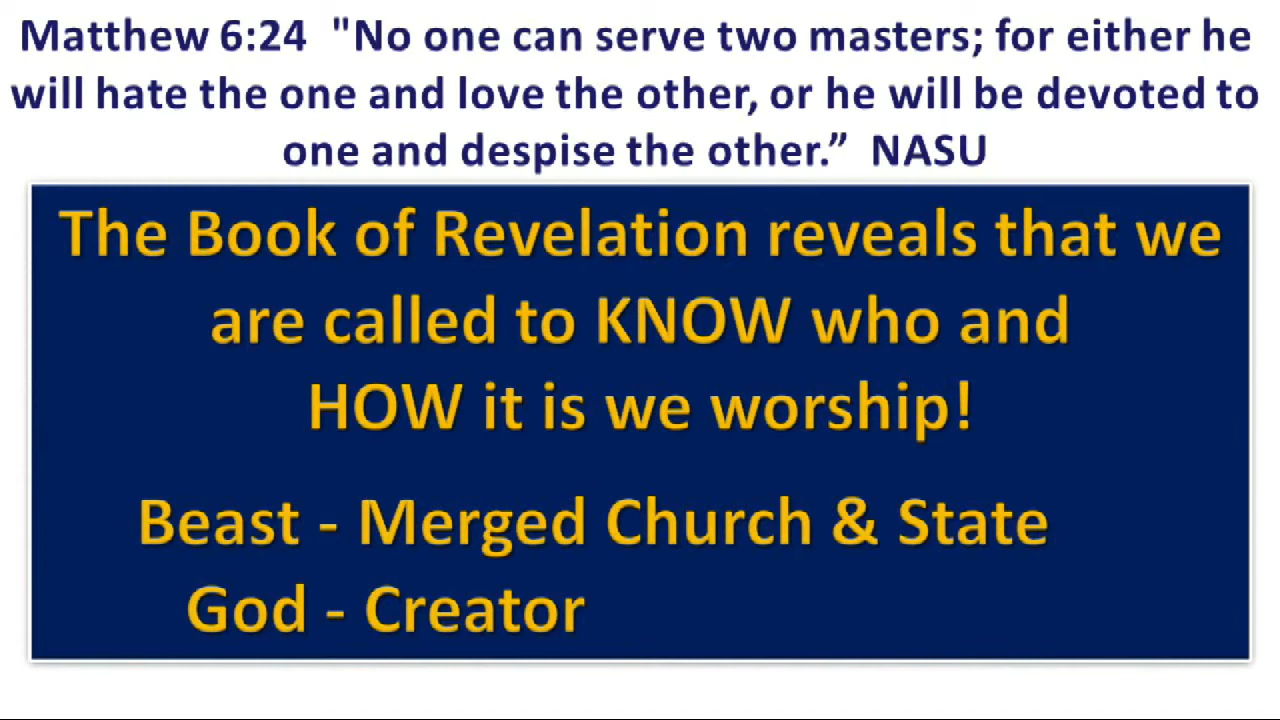 Matthew 6:24  "No one can serve two masters; for either he
will hate the one and love the other, or he will be devoted to
one and despise the other.”  NASU
The Book of Revelation reveals that we
are called to KNOW who and
HOW it is we worship!
Beast - Merged Church & State
God - Creator